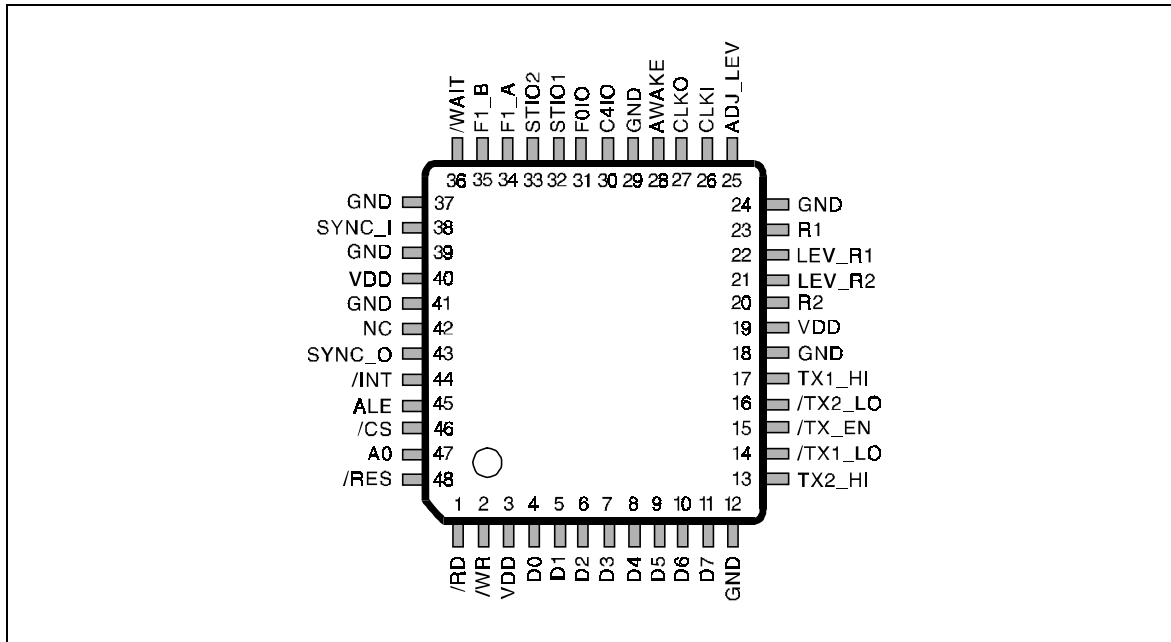 /WAIT F1_B F1_A STIO2 STIO1 F0IO C4IO GND AWAKE CLKO CLKI ADJ_LEV
36 35 34 33 32 31 30 29 28 27 26 25
GND 37 24 GND
SYNC_I 38 23 R1
GND 39 22 LEV_R1
VDD 40 21 LEV_R2
GND 41 20 R2
NC 42 19 VDD
SYNC_O 43 18 GND
/INT 44 17 TX1_HI
ALE 45 16 /TX2_LO
/CS 46 15 /TX_EN
A0 47 14 /TX1_LO
/RES 48 13 TX2_HI
1 2 3 4 5 6 7 8 9 10 11 12
/RD /WR VDD D0 D1 D2 D3 D4 D5 D6 D7 GND